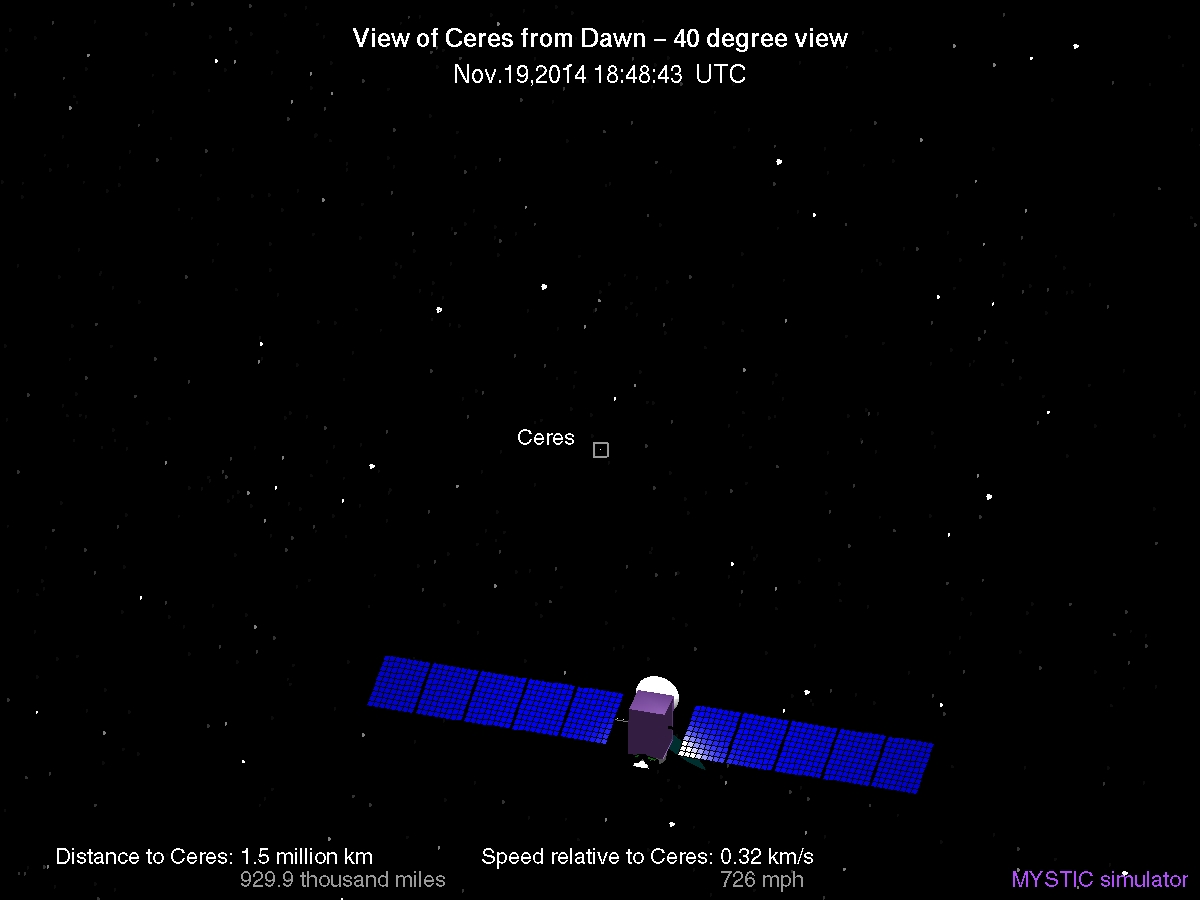 View of Ceres from Dawn – 40 degree view
Nov.19,2014 18:48:43 UTC
Ceres
Distance to Ceres: 1.5 million km
929.9 thousand miles
Speed relative to Ceres: 0.32 km/s
726 mph
MYSTIC simulator